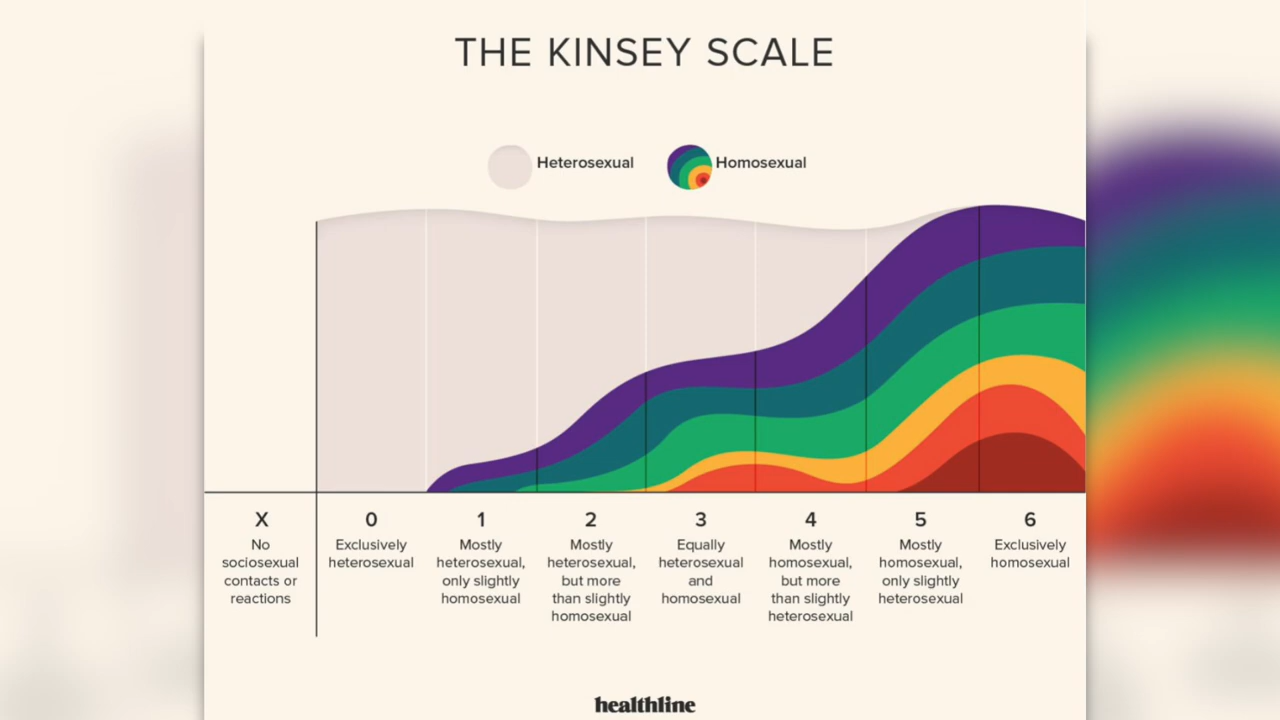 THE KINSEY SCALE
Heterosexual
Homosexual
X
No
sociosexual
contacts or
reactions
0
Exclusively
heterosexual
1
Mostly
heterosexual,
only slightly
homosexual
2
Mostly
heterosexual,
but more
than slightly
homosexual
3
Equally
heterosexual
and
homosexual
4
Mostly
homosexual,
but more
than slightly
heterosexual
5
Mostly
homosexual,
only slightly
heterosexual
6
Exclusively
homosexual
healthline